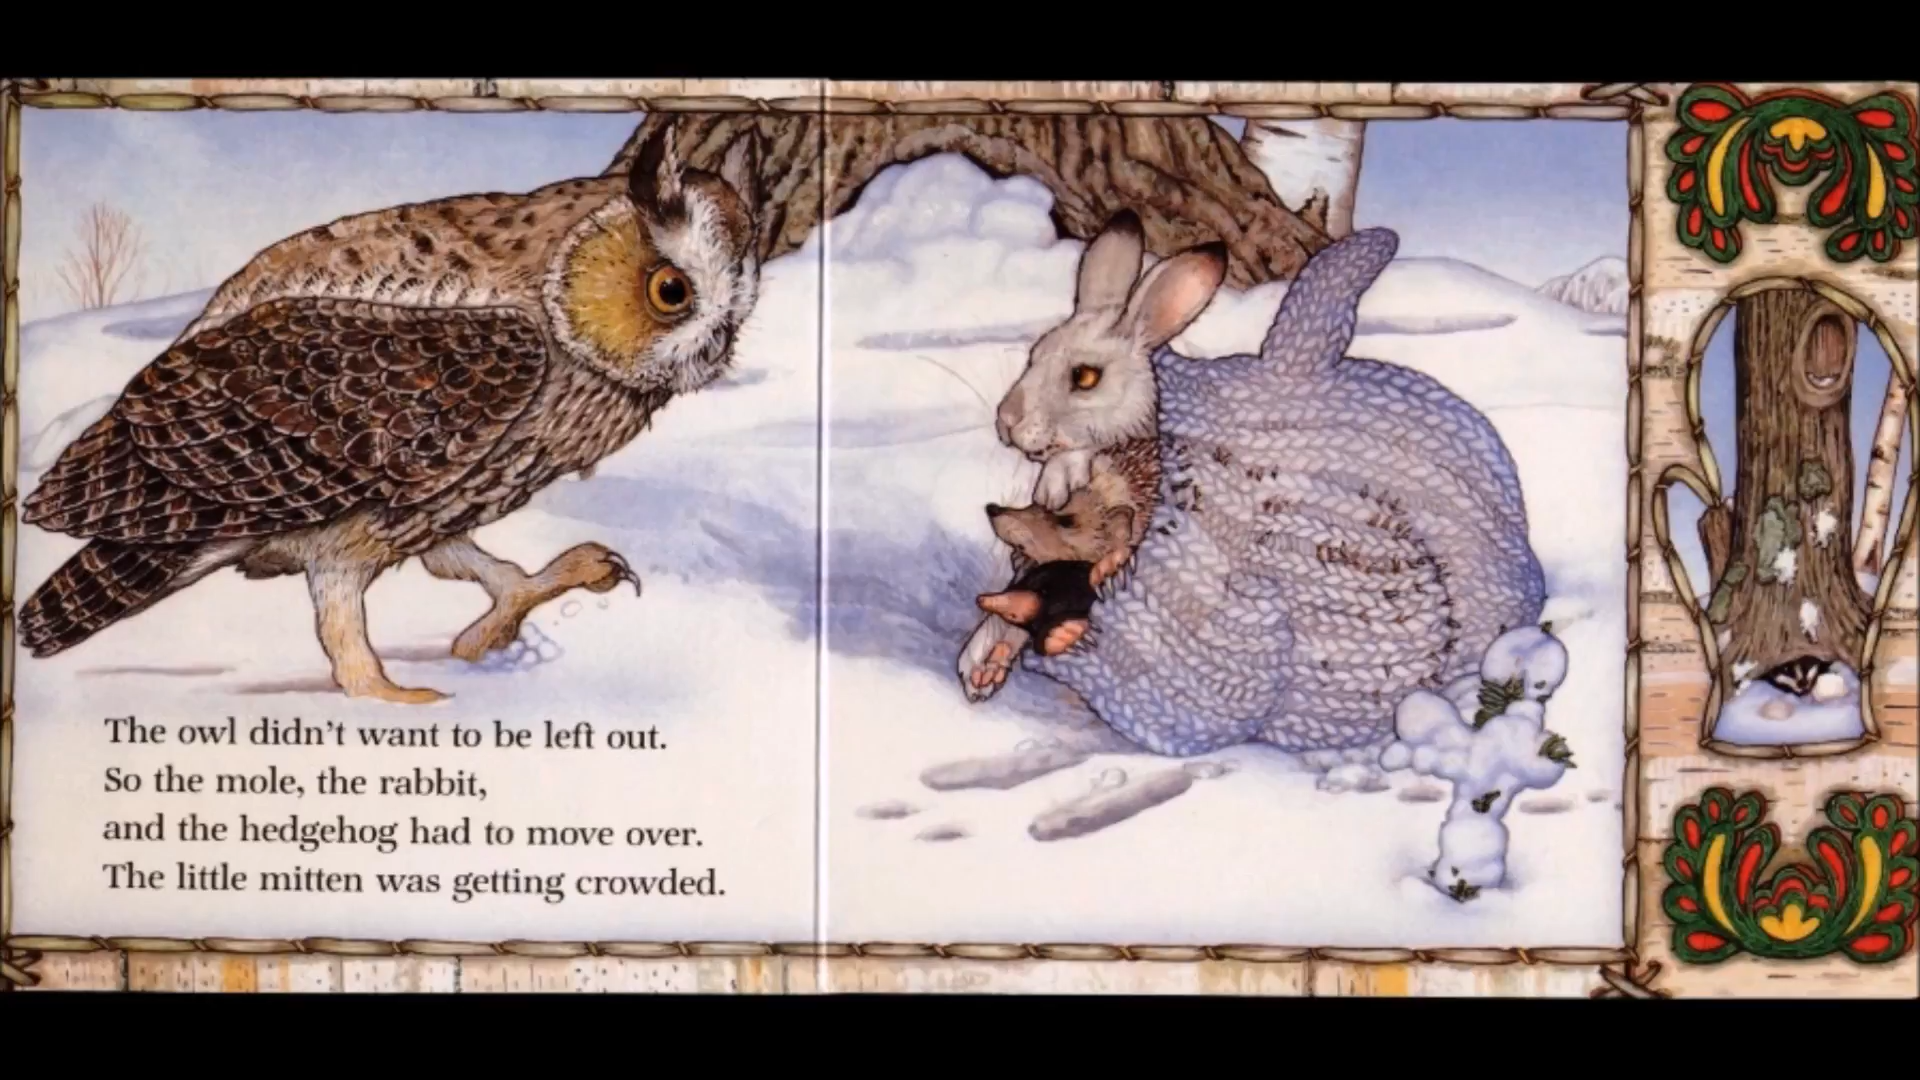 The owl didn't want to be left out.
So the mole, the rabbit,
and the hedgehog had to move over.
The little mitten was getting crowded.